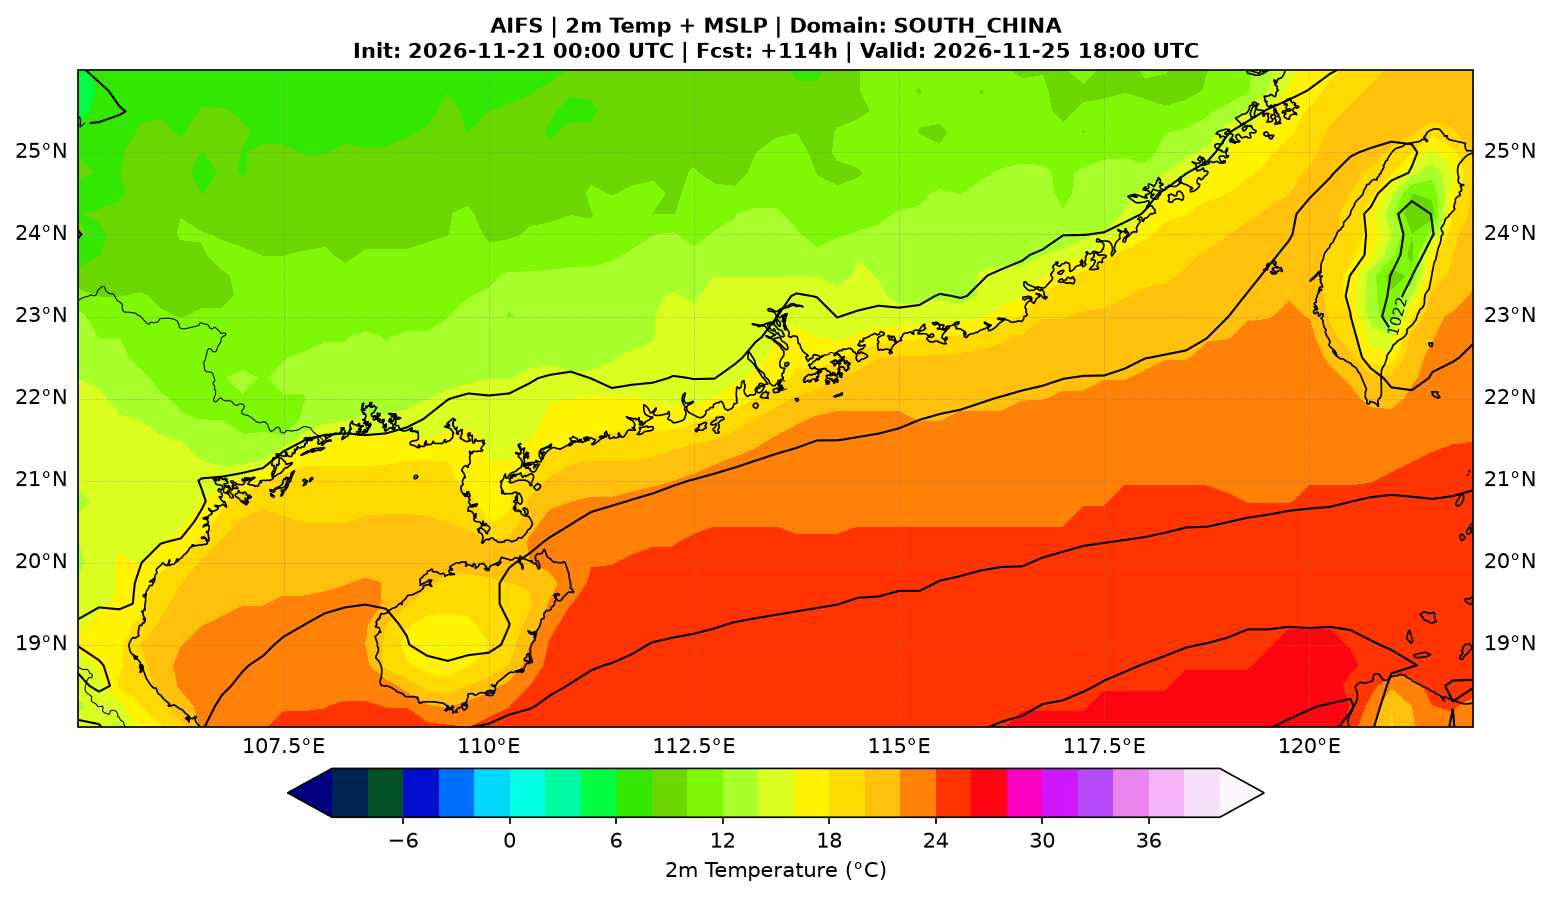 AIFS | 2m Temp + MSLP | Domain: SOUTH_CHINA
Init: 2026-11-21 00:00 UTC | Fcst: +114h | Valid: 2026-11-25 18:00 UTC
25°N
25°N
24°N
24°N
23°N
23°N
1022
22°N
22°N
21°N
21°N
20°N
20°N
19°N
19°N
107.5°E 110°E 112.5°E 115°E 117.5°E 120°E
−6 0 6 12 18 24 30 36
2m Temperature (°C)